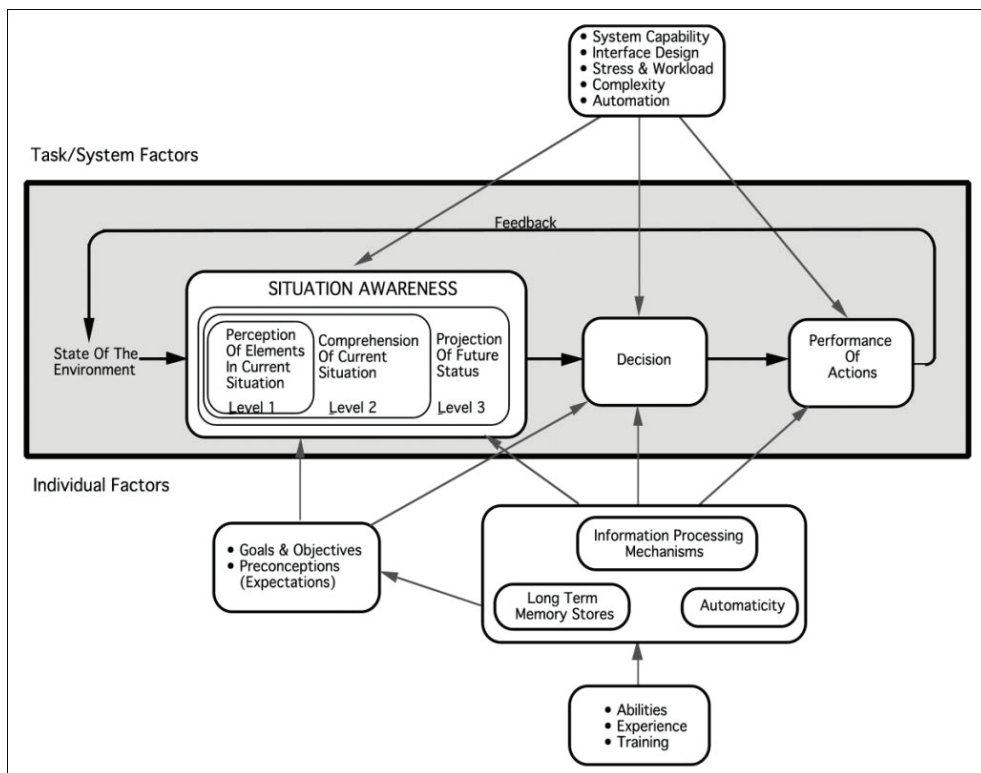 • System Capability
• Interface Design
• Stress & Workload
• Complexity
• Automation
Task/System Factors
Feedback
SITUATION AWARENESS
Perception
Of Elements
In Current
Situation
Level 1
Comprehension
Of Current
Situation
Level 2
Projection
Of Future
Status
Level 3
State Of The
Environment
Decision
Performance
Of
Actions
Individual Factors
• Goals & Objectives
• Preconceptions
(Expectations)
Information Processing
Mechanisms
Long Term
Memory Stores
Automaticity
• Abilities
• Experience
• Training